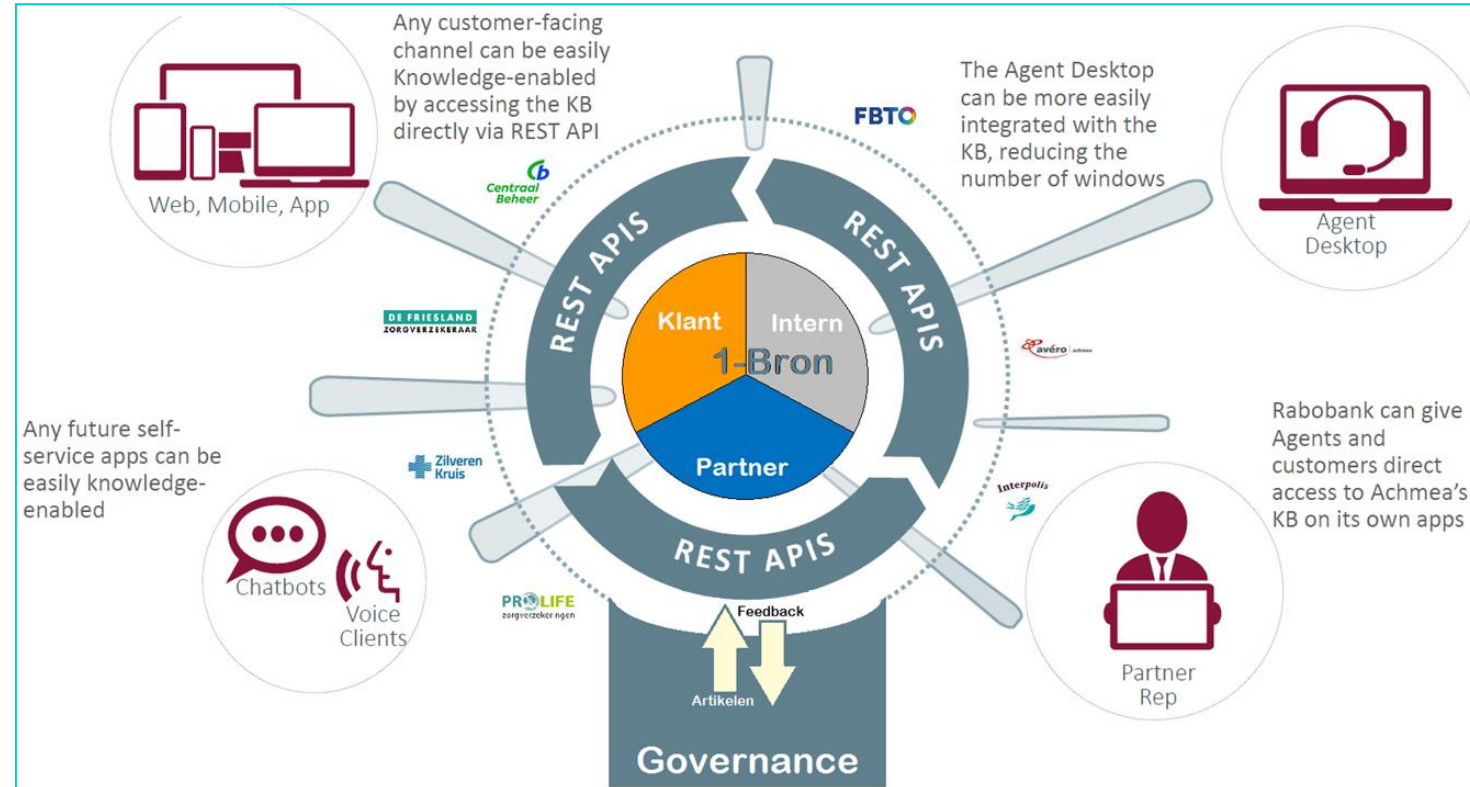 Any customer-facing
channel can be easily
Knowledge-enabled
by accessing the KB
directly via REST API
Web, Mobile, App
Cb
Centraal
Beheer
FBTO
The Agent Desktop
can be more easily
integrated with the
KB, reducing the
number of windows
Agent
Desktop
REST APIS
REST APIS
Klant
Intern
1-Bron
Partner
REST APIS
DE FRIESLAND
ZORGVERZEKERAAR
avéro achmea
Any future self-
service apps can be
easily knowledge-
enabled
Zilveren
Kruis
Interpolis
Rabobank can give
Agents and
customers direct
access to Achmea's
KB on its own apps
Chatbots
Voice
Clients
PROLIFE
zorgverzekeringen
Partner
Rep
Feedback
Artikelen
Governance